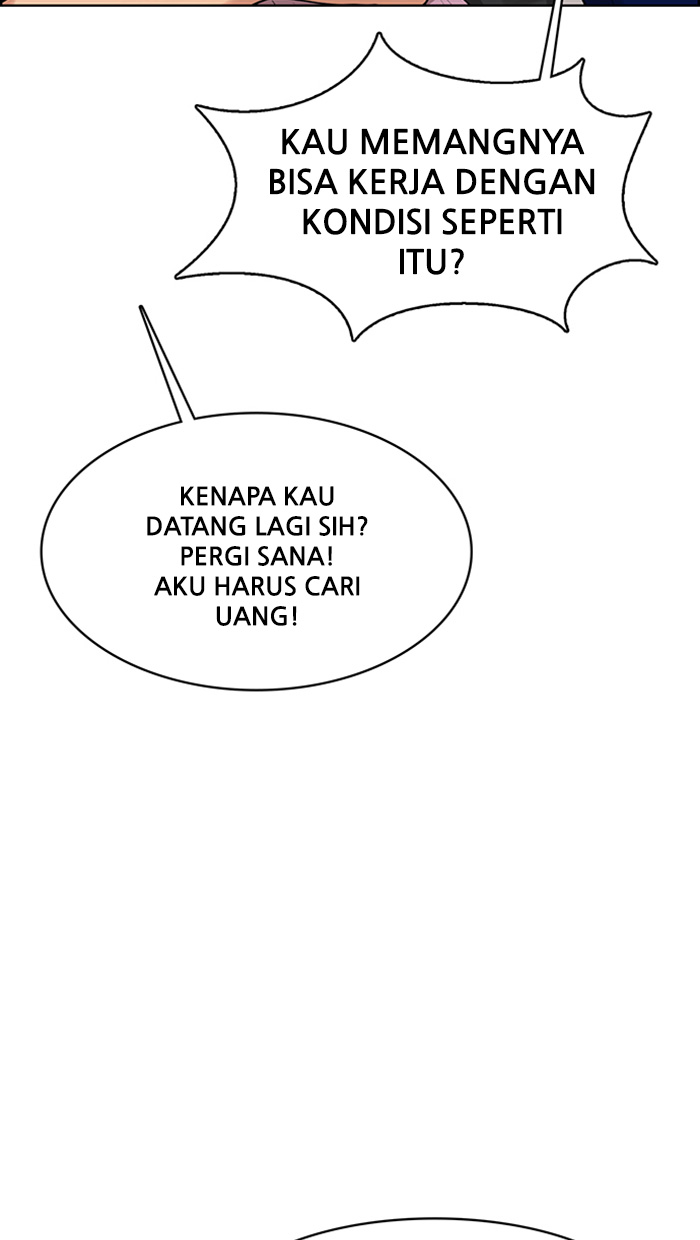 KAU MEMANGNYA
BISA KERJA DENGAN
KONDISI SEPERTI
ITU?
KENAPA KAU
DATANG LAGI SIH?
PERGI SANA!
AKU HARUS CARI
UANG!